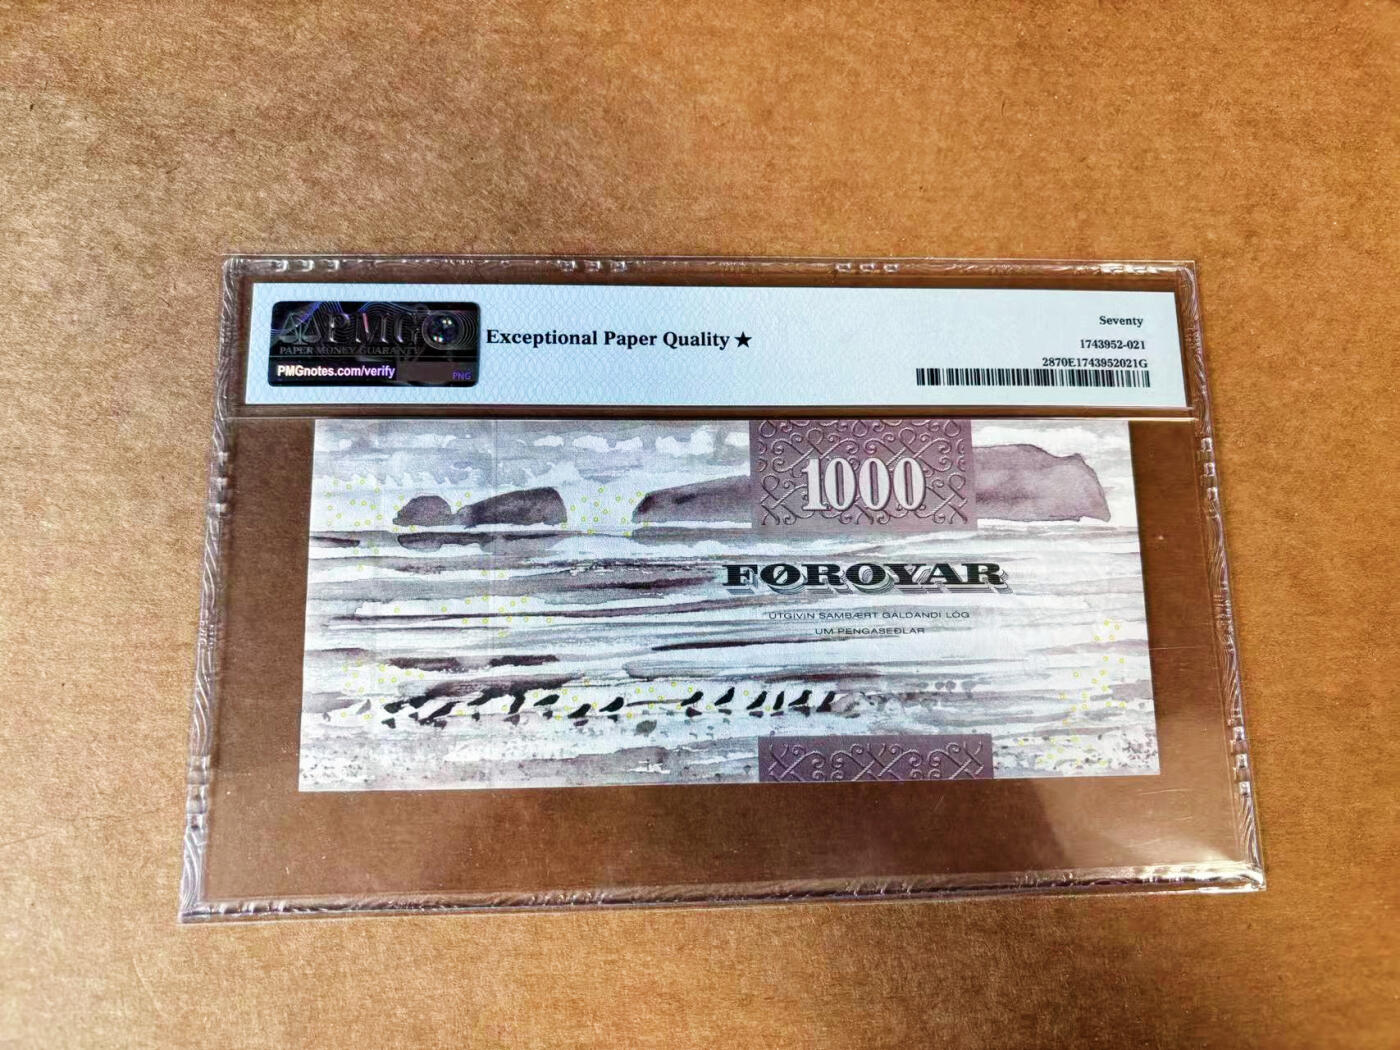 PMG
PAPER MONEY GUARANTY
PMGnotes.com/verify
PNG
Exceptional Paper Quality ★
Seventy
1743952-021
2870E1743952021G
1000
FØROYAR
ÚTGIVIN SAMBÆRT GALDANDI LÓG
UM PENGASEÐLAR